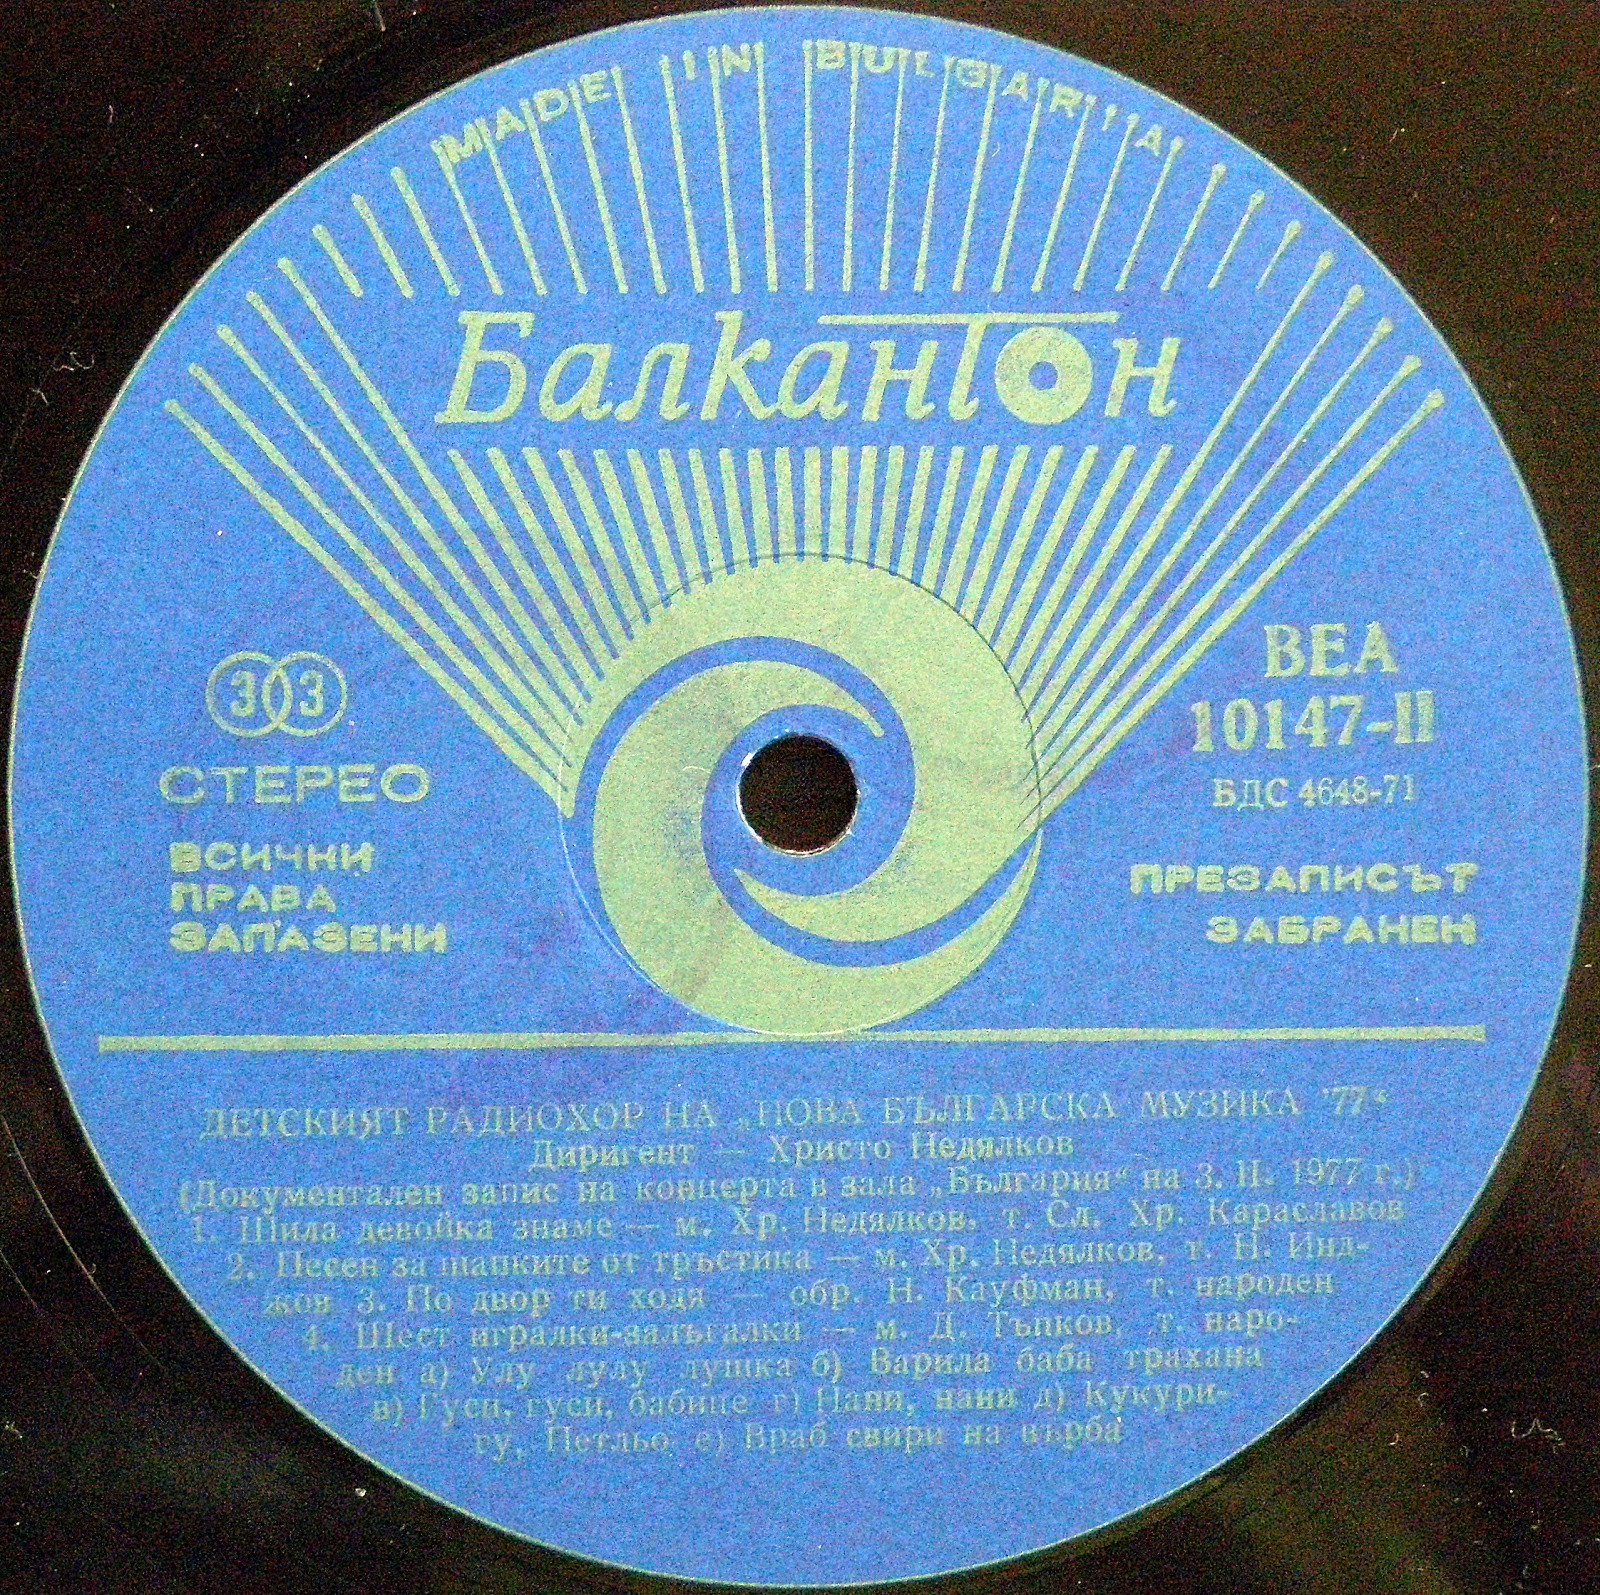 MADE IN BULGARIA
Балкантон
33
СТЕРЕО
ВСИЧКИ
ПРАВА
ЗАПАЗЕНИ
ВЕА
10147-II
БДС 4648-71
ПРЕЗАПИСЪТ
ЗАБРАНЕН
ДЕТСКИЯТ РАДИОХОР НА „НОВА БЪЛГАРСКА МУЗИКА '77“
Диригент — Христо Недялков
(Документален запис на концерта в зала „България“ на 3. II. 1977 г.)
1. Шила девойка знаме — м. Хр. Недялков, т. Сл. Хр. Караславов
2. Песен за шапките от тръстика — м. Хр. Недялков, т. Н. Инд-
жов 3. По двор ти ходя — обр. Н. Кауфман, т. народен
4. Шест игралки-залъгалки — м. Д. Тъпков, т. наро-
ден а) Улу лулу лушка б) Варила баба трахана
в) Гуси, гуси, бабице г) Нани, нани д) Кукури-
гу, Петльо е) Враб свири на върба